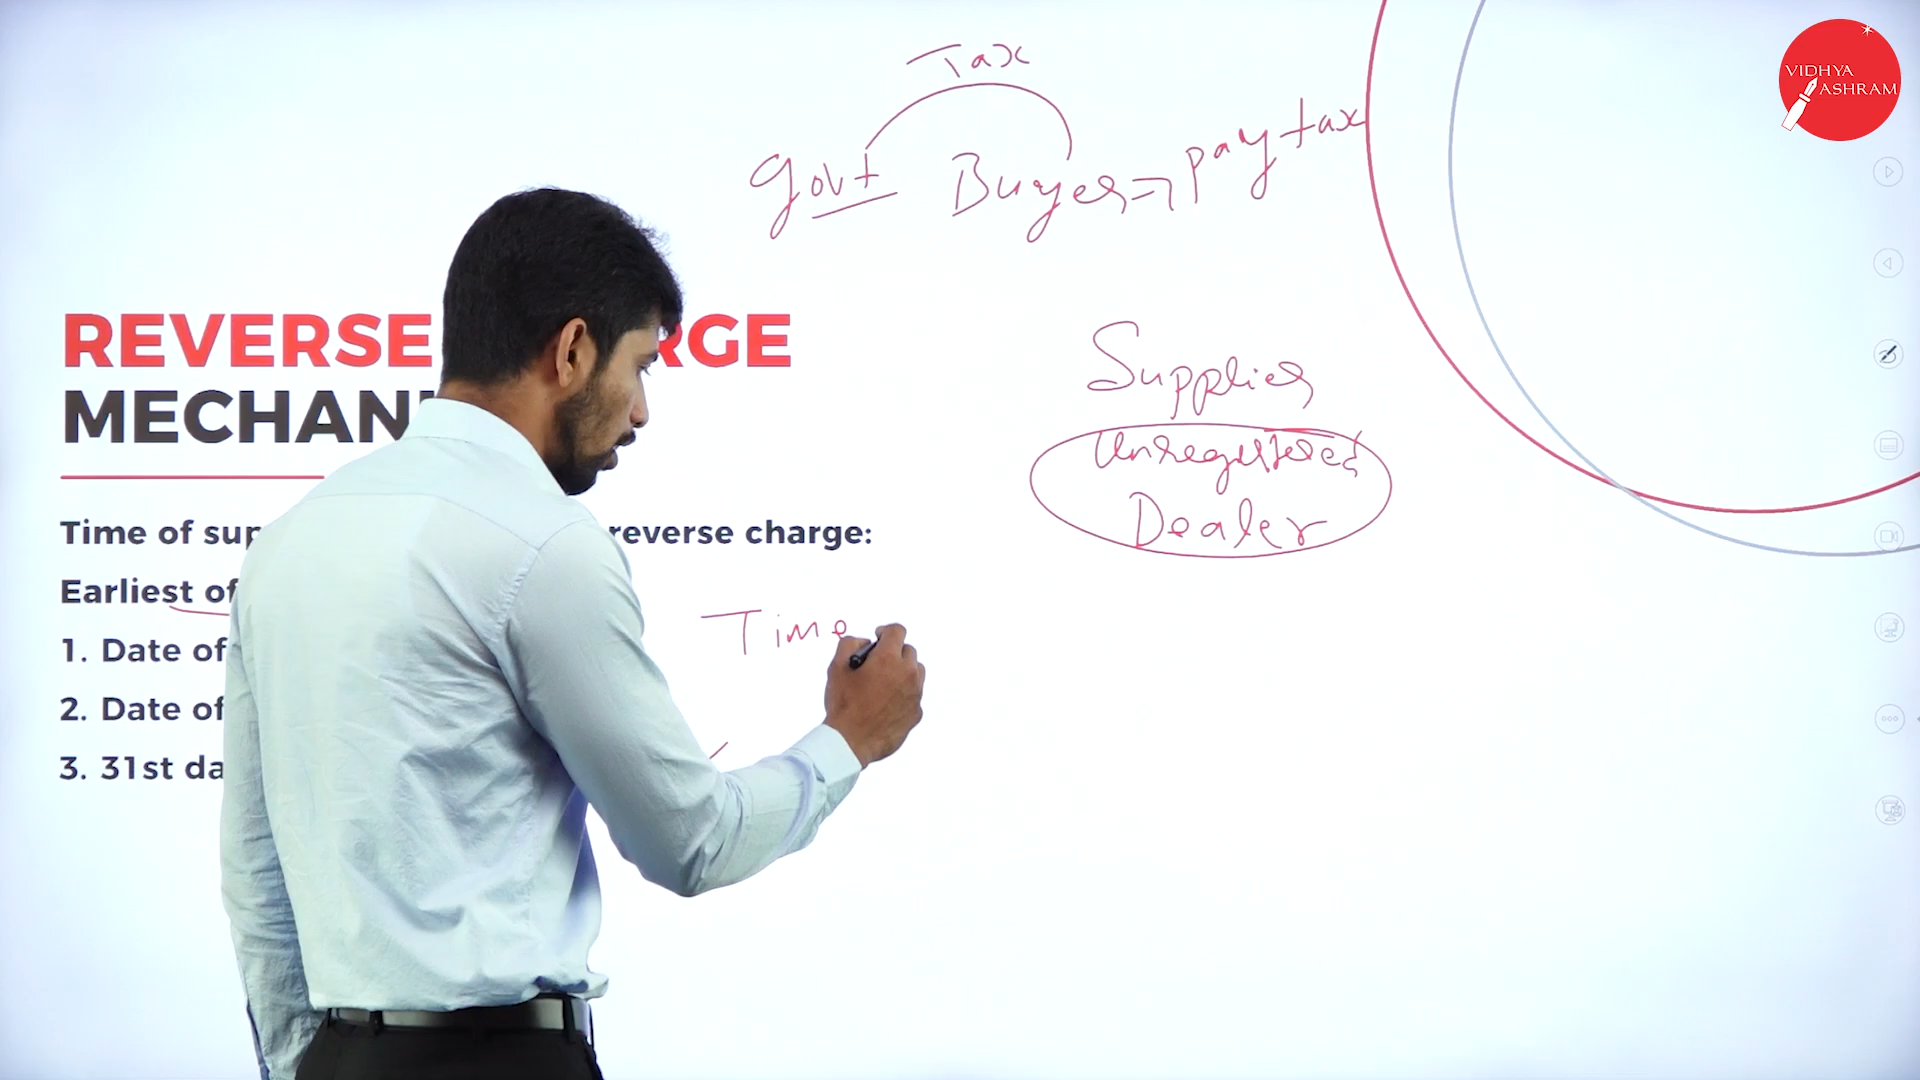 VIDHYA
ASHRAM
Tax
Govt Buyer => pay tax
REVERSE RGE
MECHAN
Supplier
Unregistered
Dealer
Time of sup reverse charge:
Earliest of
1. Date of
2. Date of
3. 31st da
Time